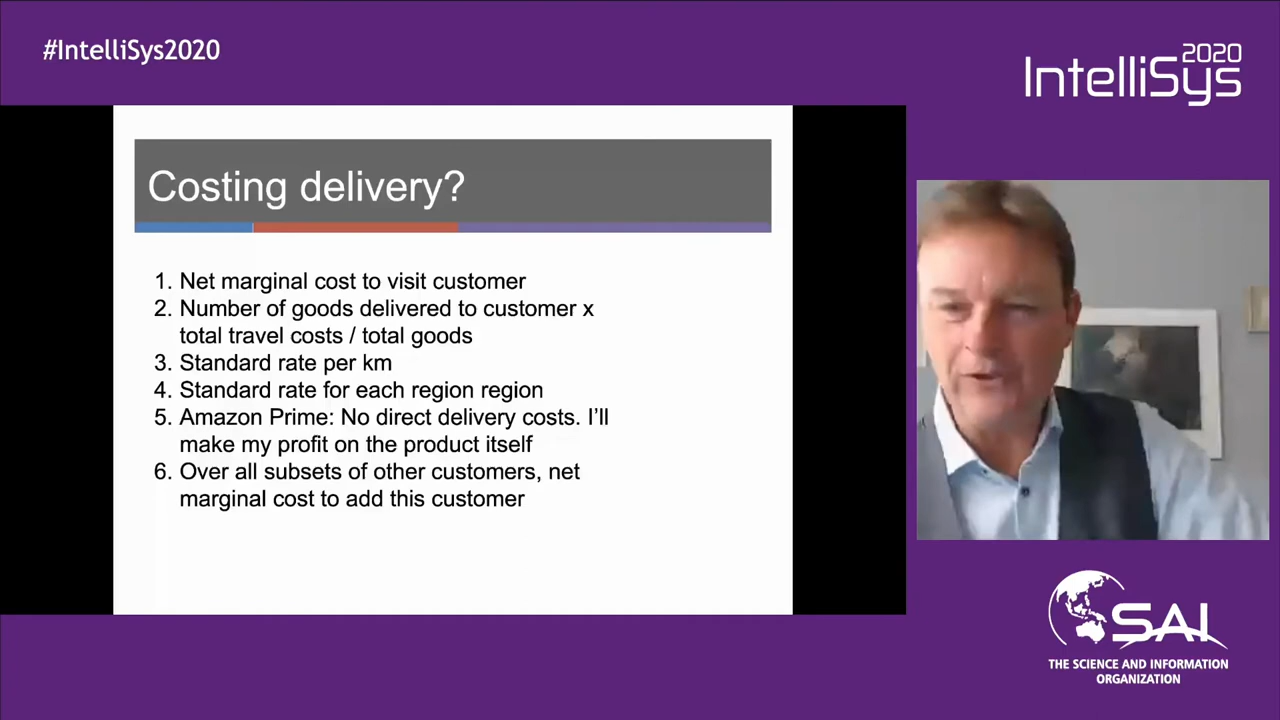 #IntelliSys2020
2020
IntelliSys
Costing delivery?
1. Net marginal cost to visit customer
2. Number of goods delivered to customer x
total travel costs / total goods
3. Standard rate per km
4. Standard rate for each region region
5. Amazon Prime: No direct delivery costs. I'll
make my profit on the product itself
6. Over all subsets of other customers, net
marginal cost to add this customer
SAI
THE SCIENCE AND INFORMATION
ORGANIZATION